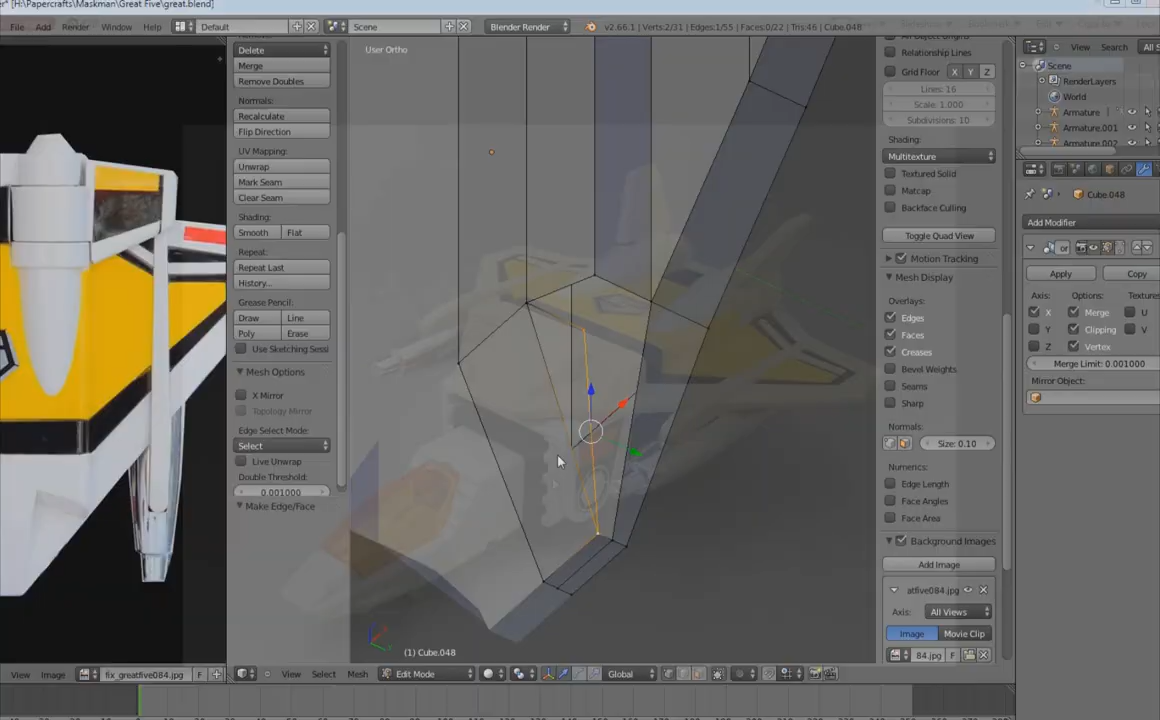 * [H:\Papercrafts\Maskman\Great Five\great.blend]
File Add Render Window Help Default Scene Blender Render v2.66.1 | Verts:2/31 | Edges:1/55 | Faces:0/22 | Tris:46 | Cube.048
User Ortho
Delete
Merge
Remove Doubles
Normals:
Recalculate
Flip Direction
UV Mapping:
Unwrap
Mark Seam
Clear Seam
Shading:
Smooth Flat
Repeat:
Repeat Last
History...
Grease Pencil:
Draw Line
Poly Erase
Use Sketching Sessi
Mesh Options
X Mirror
Topology Mirror
Edge Select Mode:
Select
Live Unwrap
Double Threshold:
0.001000
Make Edge/Face
(1) Cube.048
Relationship Lines
Grid Floor X Y Z
Lines: 16
Scale: 1.000
Subdivisions: 10
Shading:
Multitexture
Textured Solid
Matcap
Backface Culling
Toggle Quad View
Motion Tracking
Mesh Display
Overlays:
Edges
Faces
Creases
Bevel Weights
Seams
Sharp
Normals:
Size: 0.10
Numerics:
Edge Length
Face Angles
Face Area
Background Images
Add Image
atfive084.jpg
Axis: All Views
Image Movie Clip
84.jpg F
View Search All S
Scene
RenderLayers
World
Armature
Armature.001
Armature.002
Cube.048
Add Modifier
or
Apply Copy
Axis: Options: Textures
X Merge U
Y Clipping V
Z Vertex
Merge Limit: 0.001000
Mirror Object:
View Image fix_greatfive084.jpg F View Select Mesh Edit Mode Global